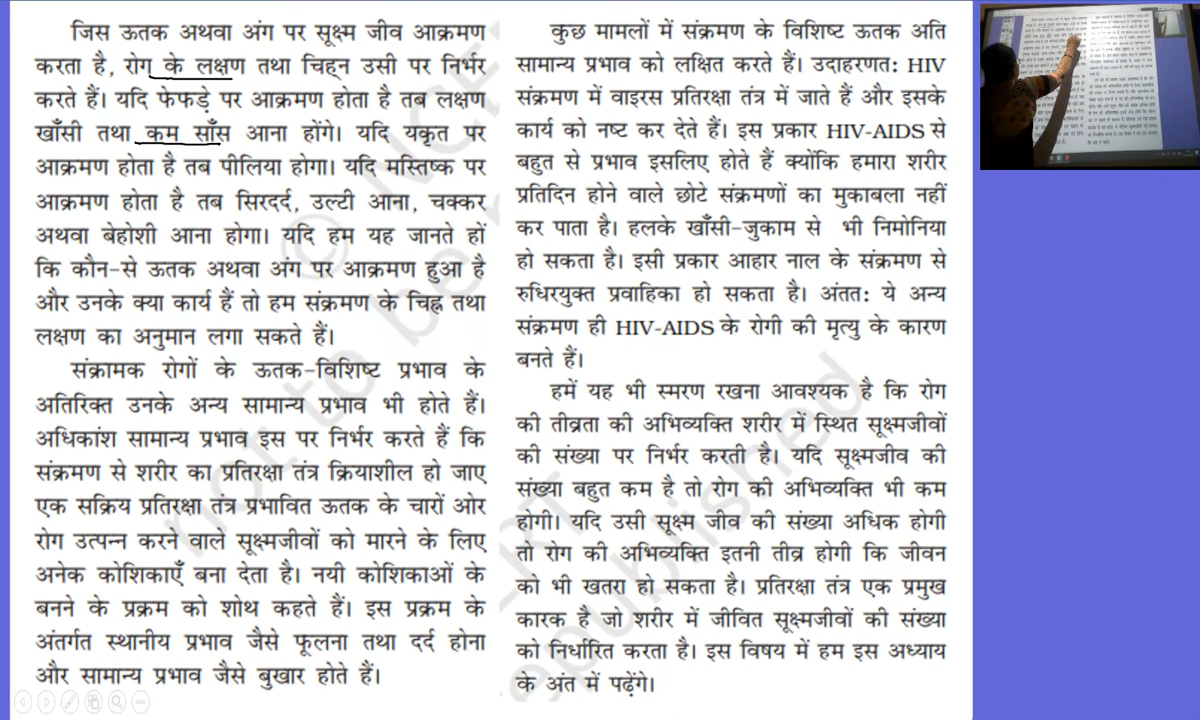 जिस ऊतक अथवा अंग पर सूक्ष्म जीव आक्रमण
करता है, रोग के लक्षण तथा चिह्न उसी पर निर्भर
करते हैं। यदि फेफड़े पर आक्रमण होता है तब लक्षण
खाँसी तथा कम साँस आना होंगे। यदि यकृत पर
आक्रमण होता है तब पीलिया होगा। यदि मस्तिष्क पर
आक्रमण होता है तब सिरदर्द, उल्टी आना, चक्कर
अथवा बेहोशी आना होगा। यदि हम यह जानते हों
कि कौन-से ऊतक अथवा अंग पर आक्रमण हुआ है
और उनके क्या कार्य हैं तो हम संक्रमण के चिह्न तथा
लक्षण का अनुमान लगा सकते हैं।
संक्रामक रोगों के ऊतक-विशिष्ट प्रभाव के
अतिरिक्त उनके अन्य सामान्य प्रभाव भी होते हैं।
अधिकांश सामान्य प्रभाव इस पर निर्भर करते हैं कि
संक्रमण से शरीर का प्रतिरक्षा तंत्र क्रियाशील हो जाए
एक सक्रिय प्रतिरक्षा तंत्र प्रभावित ऊतक के चारों ओर
रोग उत्पन्न करने वाले सूक्ष्मजीवों को मारने के लिए
अनेक कोशिकाएँ बना देता है। नयी कोशिकाओं के
बनने के प्रक्रम को शोथ कहते हैं। इस प्रक्रम के
अंतर्गत स्थानीय प्रभाव जैसे फूलना तथा दर्द होना
और सामान्य प्रभाव जैसे बुखार होते हैं।
कुछ मामलों में संक्रमण के विशिष्ट ऊतक अति
सामान्य प्रभाव को लक्षित करते हैं। उदाहरणत: HIV
संक्रमण में वाइरस प्रतिरक्षा तंत्र में जाते हैं और इसके
कार्य को नष्ट कर देते हैं। इस प्रकार HIV-AIDS से
बहुत से प्रभाव इसलिए होते हैं क्योंकि हमारा शरीर
प्रतिदिन होने वाले छोटे संक्रमणों का मुकाबला नहीं
कर पाता है। हलके खाँसी-जुकाम से भी निमोनिया
हो सकता है। इसी प्रकार आहार नाल के संक्रमण से
रुधिरयुक्त प्रवाहिका हो सकता है। अंतत: ये अन्य
संक्रमण ही HIV-AIDS के रोगी की मृत्यु के कारण
बनते हैं।
हमें यह भी स्मरण रखना आवश्यक है कि रोग
की तीव्रता की अभिव्यक्ति शरीर में स्थित सूक्ष्मजीवों
की संख्या पर निर्भर करती है। यदि सूक्ष्मजीव की
संख्या बहुत कम है तो रोग की अभिव्यक्ति भी कम
होगी। यदि उसी सूक्ष्म जीव की संख्या अधिक होगी
तो रोग की अभिव्यक्ति इतनी तीव्र होगी कि जीवन
को भी खतरा हो सकता है। प्रतिरक्षा तंत्र एक प्रमुख
कारक है जो शरीर में जीवित सूक्ष्मजीवों की संख्या
को निर्धारित करता है। इस विषय में हम इस अध्याय
के अंत में पढ़ेंगे।